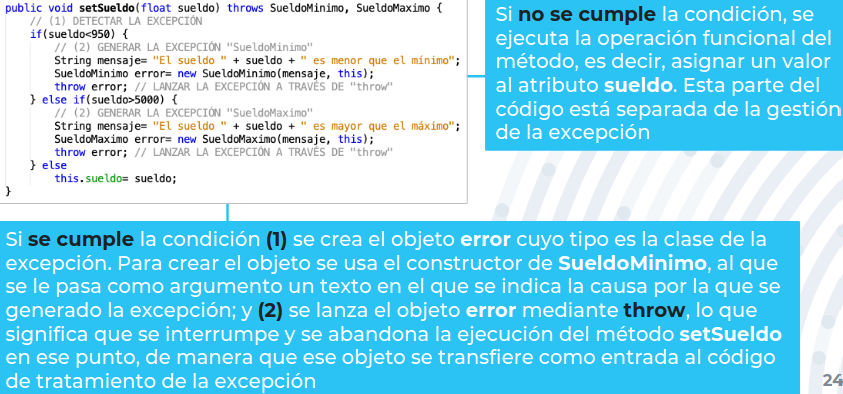 public void setSueldo(float sueldo) throws SueldoMinimo, SueldoMaximo {
// (1) DETECTAR LA EXCEPCIÓN
if(sueldo<950) {
// (2) GENERAR LA EXCEPCIÓN "SueldoMinimo"
String mensaje= "El sueldo " + sueldo + " es menor que el mínimo";
SueldoMinimo error= new SueldoMinimo(mensaje, this);
throw error; // LANZAR LA EXCEPCIÓN A TRAVÉS DE "throw"
} else if(sueldo>5000) {
// (2) GENERAR LA EXCEPCIÓN "SueldoMaximo"
String mensaje= "El sueldo " + sueldo + " es mayor que el máximo";
SueldoMaximo error= new SueldoMaximo(mensaje, this);
throw error; // LANZAR LA EXCEPCIÓN A TRAVÉS DE "throw"
} else
this.sueldo= sueldo;
}
Si no se cumple la condición, se
ejecuta la operación funcional del
método, es decir, asignar un valor
al atributo sueldo. Esta parte del
código está separada de la gestión
de la excepción
Si se cumple la condición (1) se crea el objeto error cuyo tipo es la clase de la
excepción. Para crear el objeto se usa el constructor de SueldoMinimo, al que
se le pasa como argumento un texto en el que se indica la causa por la que se
generado la excepción; y (2) se lanza el objeto error mediante throw, lo que
significa que se interrumpe y se abandona la ejecución del método setSueldo
en ese punto, de manera que ese objeto se transfiere como entrada al código
de tratamiento de la excepción
24